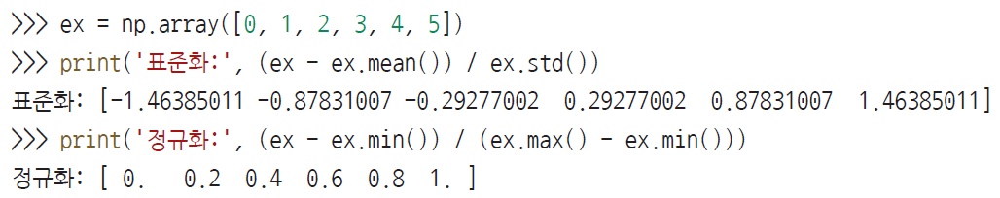 >>> ex = np.array([0, 1, 2, 3, 4, 5])
>>> print('표준화:', (ex - ex.mean()) / ex.std())
표준화: [-1.46385011 -0.87831007 -0.29277002  0.29277002  0.87831007  1.46385011]
>>> print('정규화:', (ex - ex.min()) / (ex.max() - ex.min()))
정규화: [ 0.   0.2  0.4  0.6  0.8  1. ]